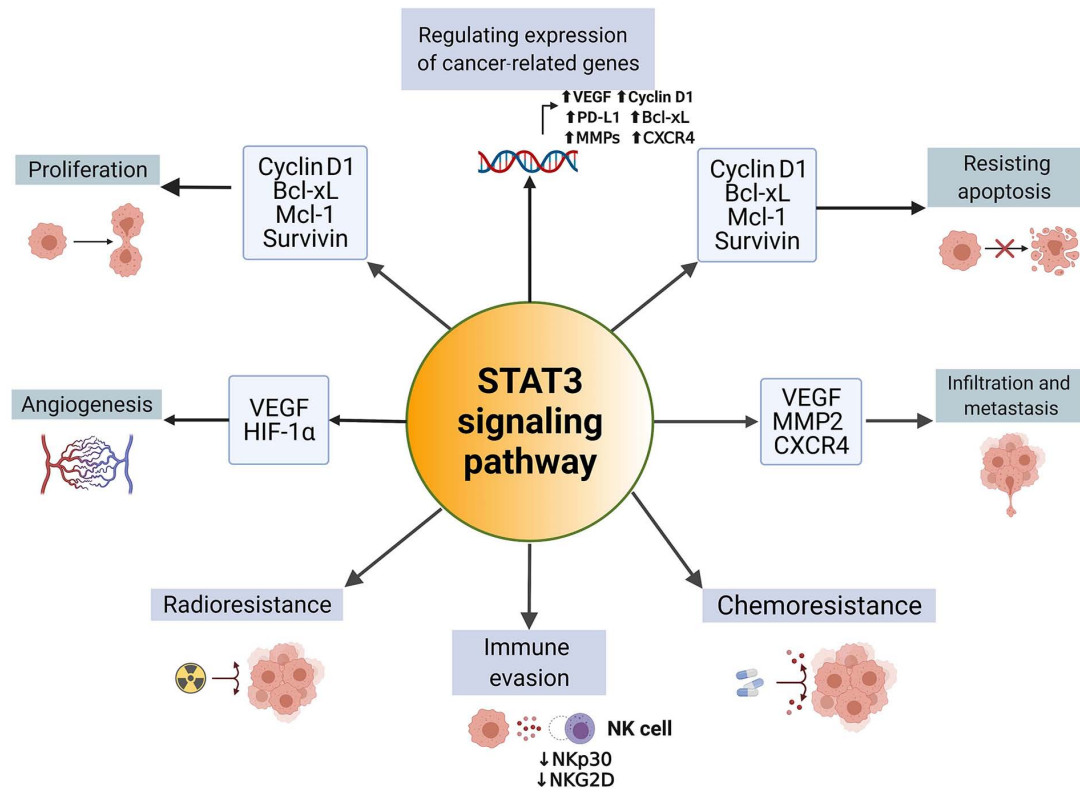 Regulating expression
of cancer-related genes
↑VEGF ↑Cyclin D1
↑PD-L1 ↑Bcl-xL
↑MMPs ↑CXCR4
Proliferation
Cyclin D1
Bcl-xL
Mcl-1
Survivin
Cyclin D1
Bcl-xL
Mcl-1
Survivin
Resisting
apoptosis
STAT3
signaling
pathway
Angiogenesis
VEGF
HIF-1α
VEGF
MMP2
CXCR4
Infiltration and
metastasis
Radioresistance
Immune
evasion
Chemoresistance
NK cell
↓NKp30
↓NKG2D